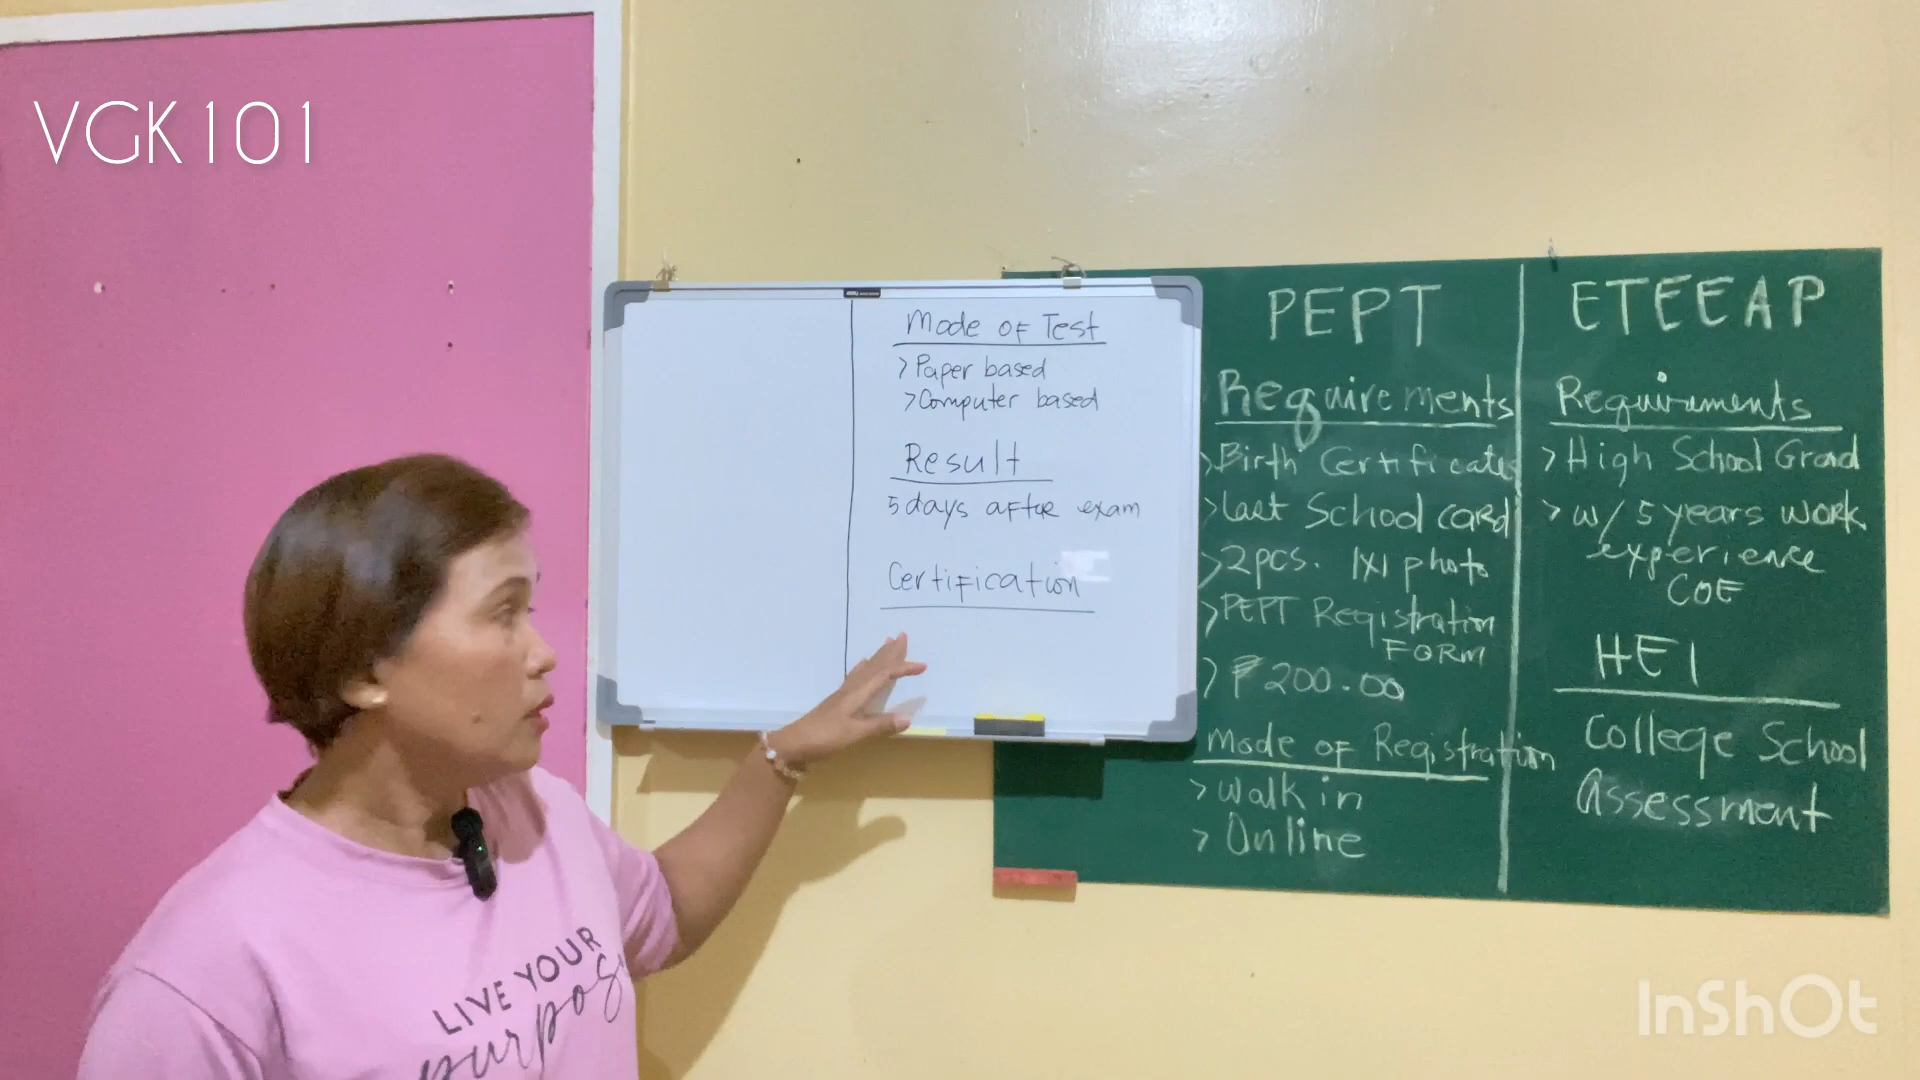 VGK101
Mode of Test
> Paper based
> Computer based
Result
5 days after exam
Certification
PEPT
Requirements
> Birth Certificates
> Last School Card
> 2pcs. 1x1 photo
> PEPT Registration
Form
> ₱200.00
Mode of Registration
> Walk in
> Online
ETEEAP
Requirements
> High School Grad
> w/ 5 years work
experience
COE
HEI
College School
Assessment
LIVE YOUR
purpose
InShOt